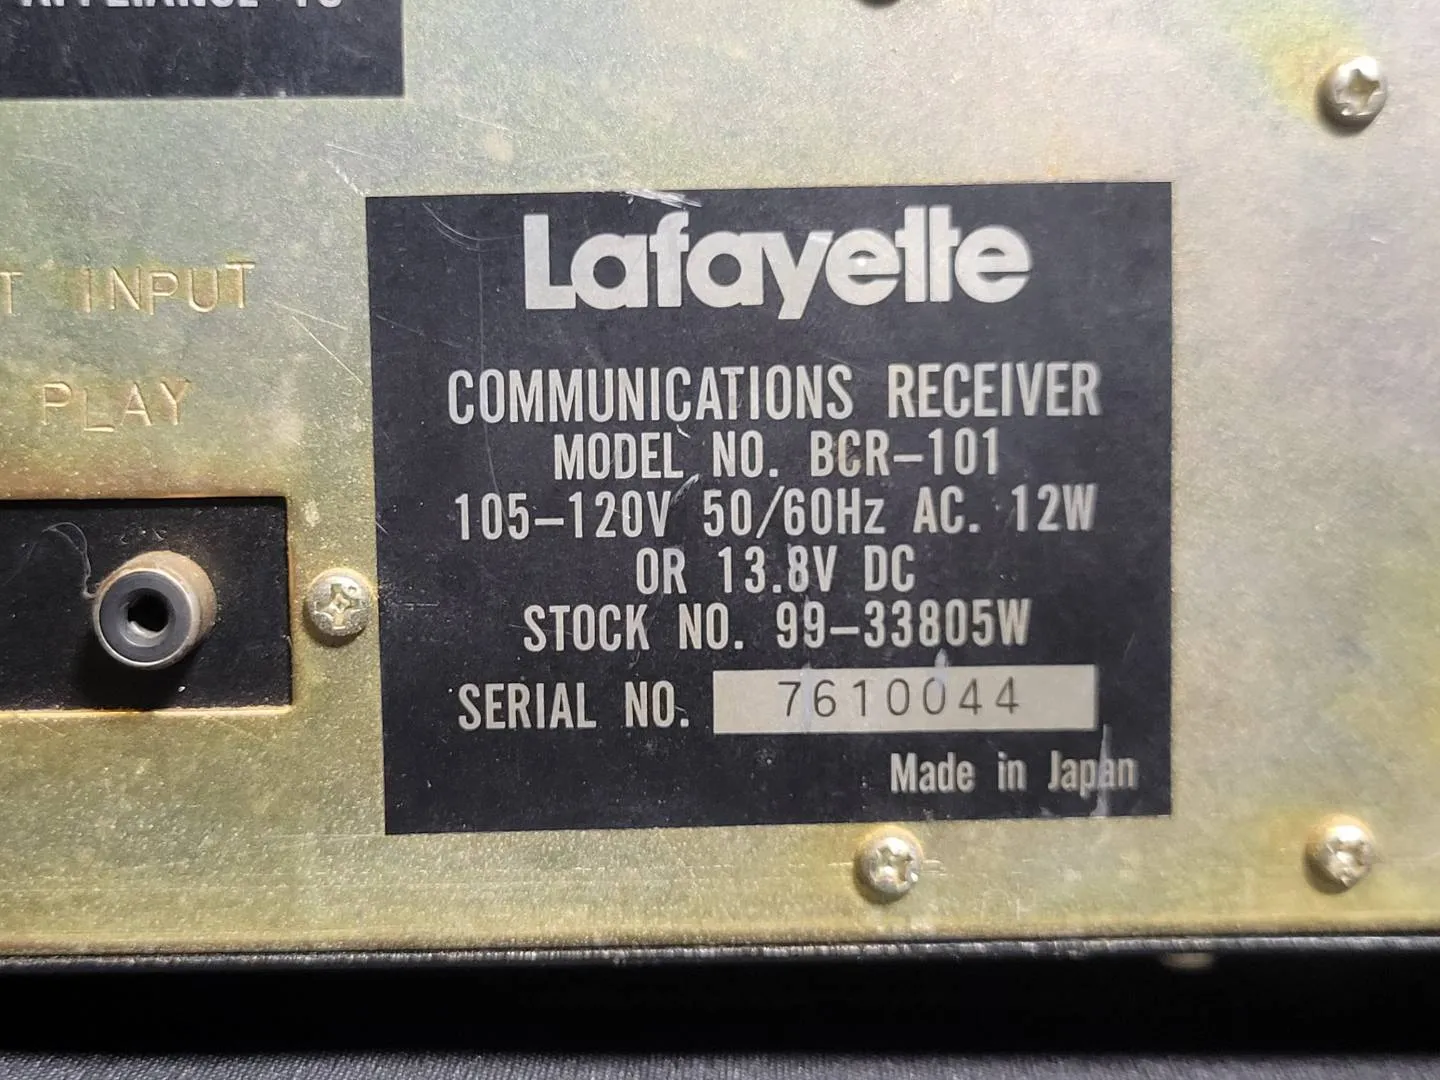 T INPUT
PLAY
Lafayette
COMMUNICATIONS RECEIVER
MODEL NO. BCR-101
105-120V 50/60Hz AC. 12W
OR 13.8V DC
STOCK NO. 99-33805W
SERIAL NO. 7610044
Made in Japan